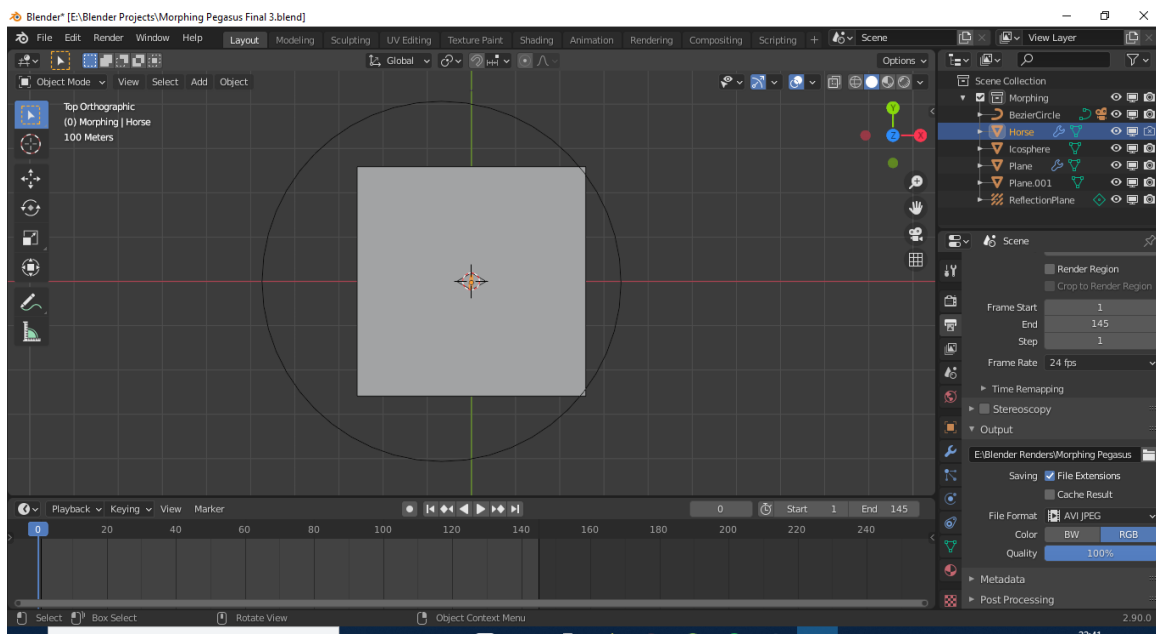 Blender* [E:\Blender Projects\Morphing Pegasus Final 3.blend]
File Edit Render Window Help Layout Modeling Sculpting UV Editing Texture Paint Shading Animation Rendering Compositing Scripting + Scene View Layer
Global Options
Object Mode View Select Add Object
Top Orthographic
(0) Morphing | Horse
100 Meters
Y
Z
X
Scene Collection
Morphing
BezierCircle
Horse
Icosphere
Plane
Plane.001
ReflectionPlane
Scene
Render Region
Crop to Render Region
Frame Start 1
End 145
Step 1
Frame Rate 24 fps
Time Remapping
Stereoscopy
Output
E:\Blender Renders\Morphing Pegasus
Saving File Extensions
Cache Result
File Format AVI JPEG
Color BW RGB
Quality 100%
Metadata
Post Processing
Playback Keying View Marker 0 Start 1 End 145
0 20 40 60 80 100 120 140 160 180 200 220 240
Select Box Select Rotate View Object Context Menu 2.90.0